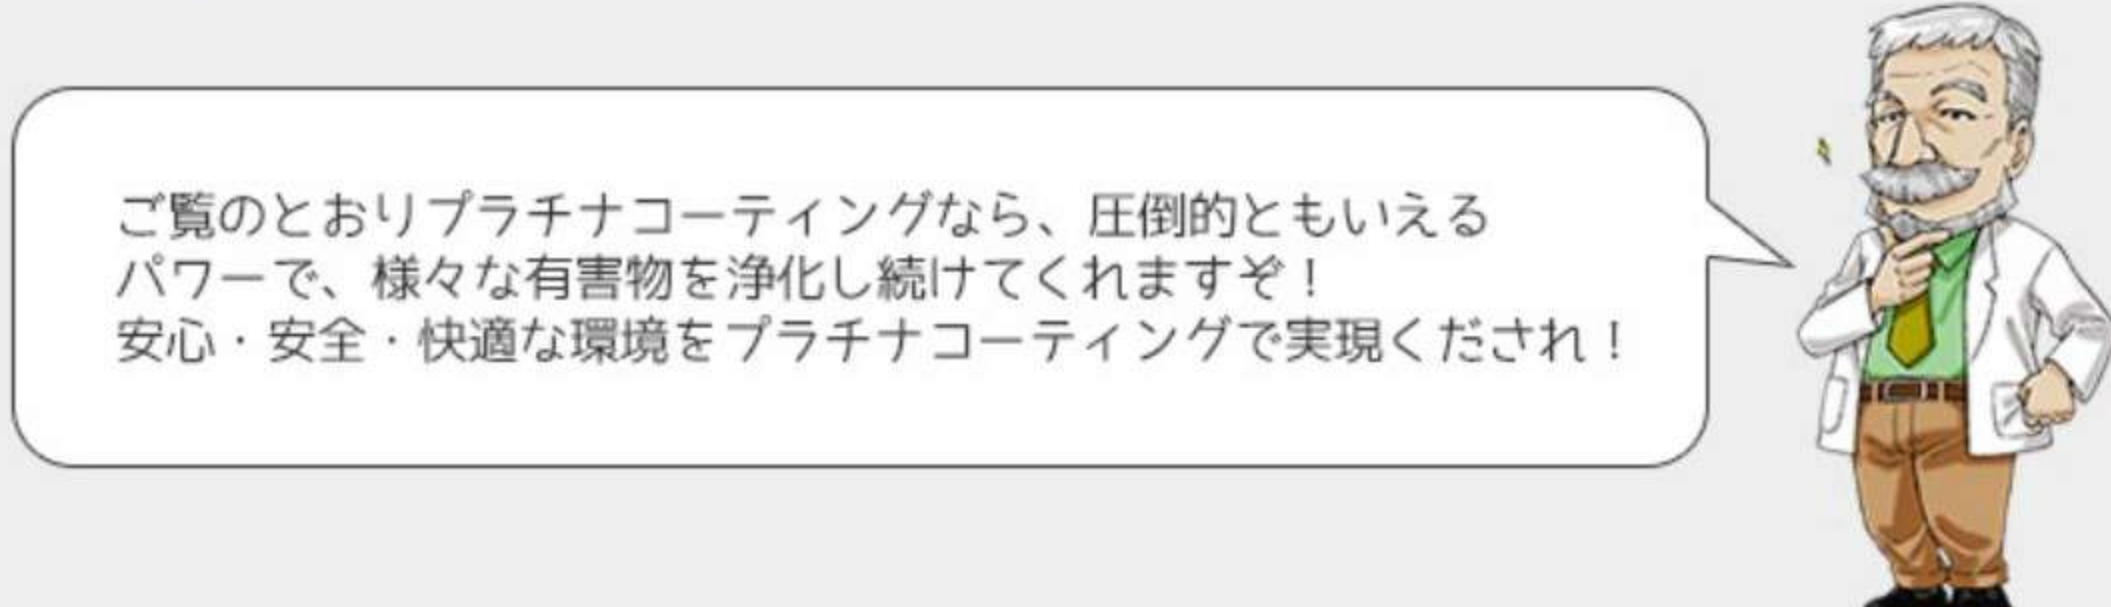 ご覧のとおりプラチナコーティングなら、圧倒的ともいえる
パワーで、様々な有害物を浄化し続けてくれますぞ！
安心・安全・快適な環境をプラチナコーティングで実現くだされ！